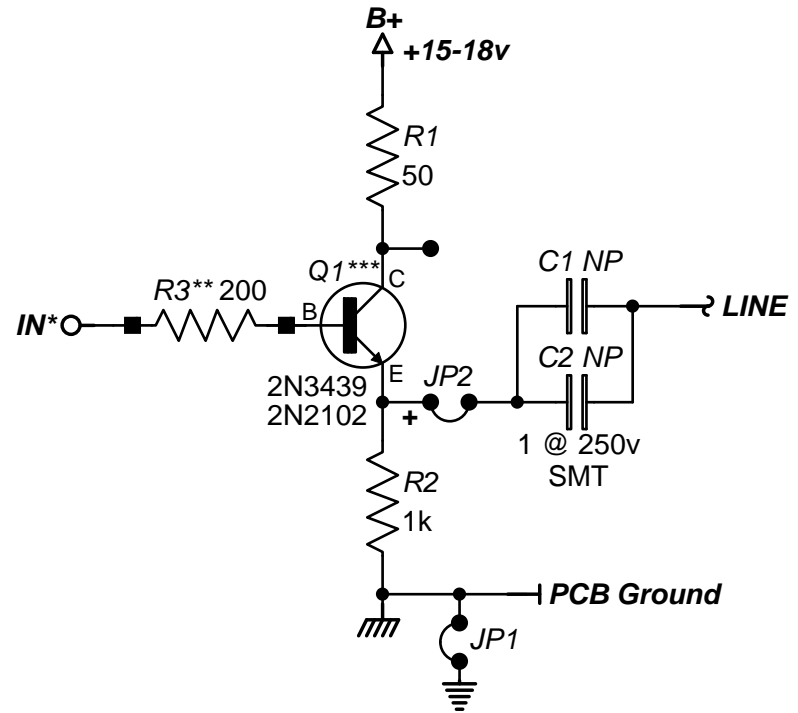 B+
+15-18v
R1
50
Q1***
C
C1 NP
R3** 200
IN*
B
LINE
C2 NP
E
JP2
2N3439
2N2102
+
1 @ 250v
SMT
R2
1k
PCB Ground
JP1